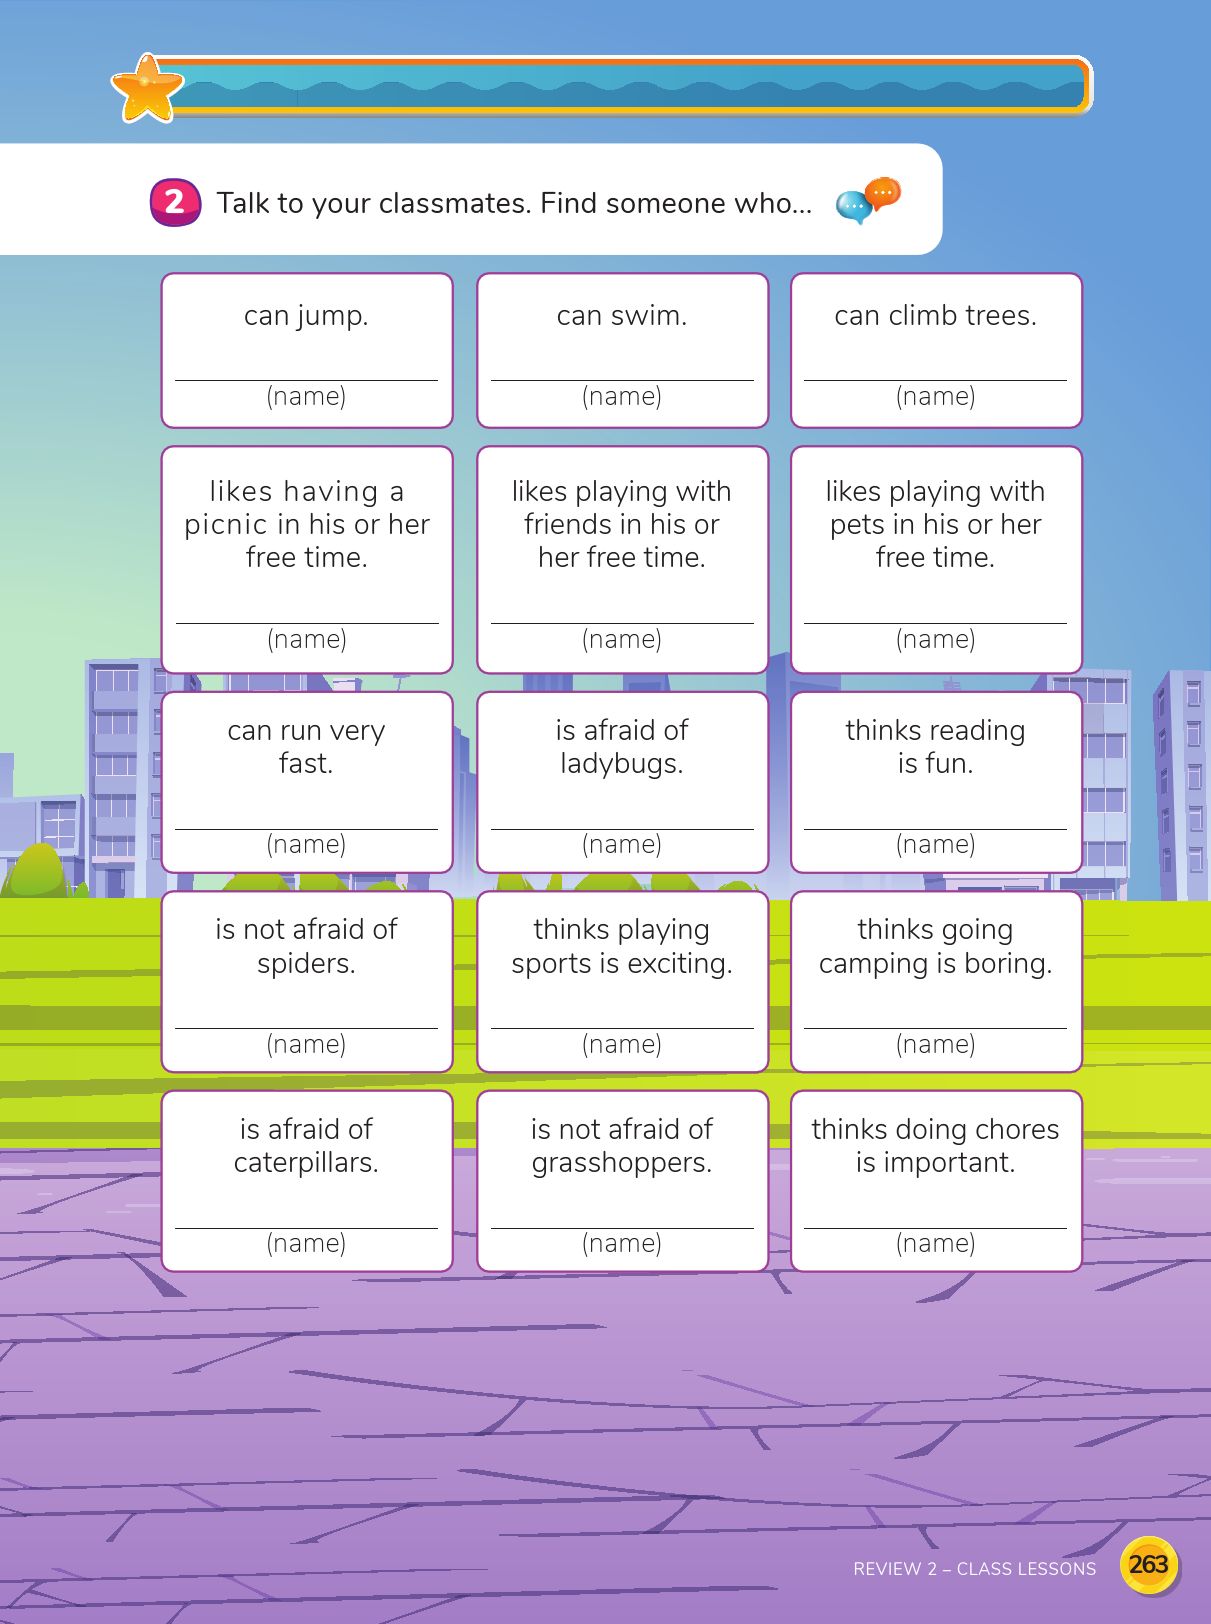 2 Talk to your classmates. Find someone who...
can jump.
(name)
can swim.
(name)
can climb trees.
(name)
likes having a
picnic in his or her
free time.
(name)
likes playing with
friends in his or
her free time.
(name)
likes playing with
pets in his or her
free time.
(name)
can run very
fast.
(name)
is afraid of
ladybugs.
(name)
thinks reading
is fun.
(name)
is not afraid of
spiders.
(name)
thinks playing
sports is exciting.
(name)
thinks going
camping is boring.
(name)
is afraid of
caterpillars.
(name)
is not afraid of
grasshoppers.
(name)
thinks doing chores
is important.
(name)
REVIEW 2 – CLASS LESSONS 263